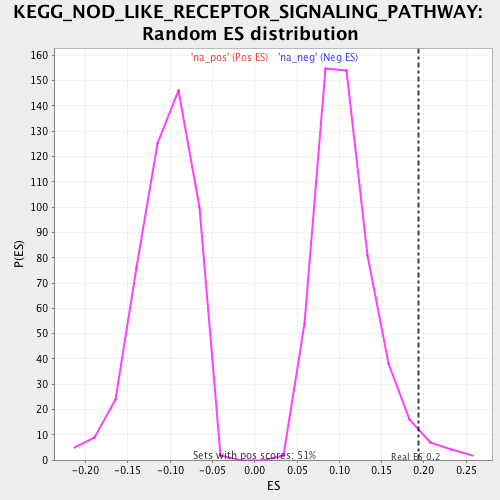 KEGG_NOD_LIKE_RECEPTOR_SIGNALING_PATHWAY:
Random ES distribution
'na_pos' (Pos ES) 'na_neg' (Neg ES)
160
150
140
130
120
110
100
90
80
70
60
50
40
30
20
10
0
P(ES)
Sets with pos scores: 51%
Real ES 0.2
-0.20 -0.15 -0.10 -0.05 0.00 0.05 0.10 0.15 0.20 0.25
ES